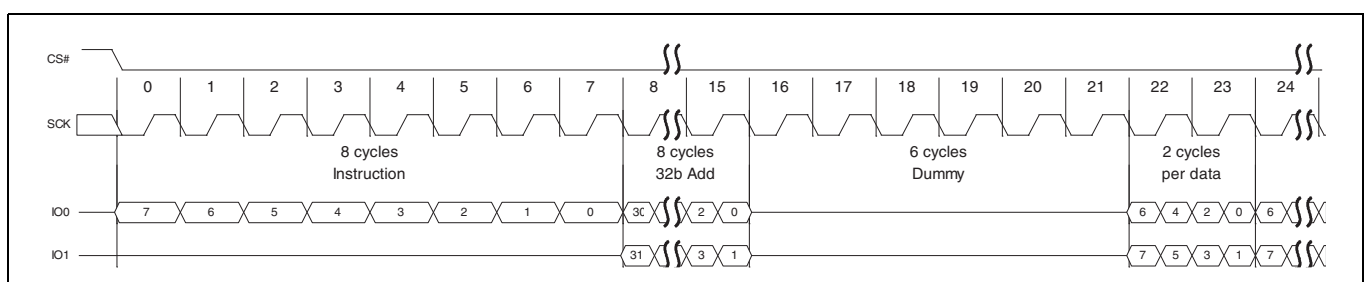 CS#
0 1 2 3 4 5 6 7 8 15 16 17 18 19 20 21 22 23 24
SCK
8 cycles 8 cycles 6 cycles 2 cycles
Instruction 32b Add Dummy per data
IO0 7 6 5 4 3 2 1 0 30 2 0 6 4 2 0 6
IO1 31 3 1 7 5 3 1 7